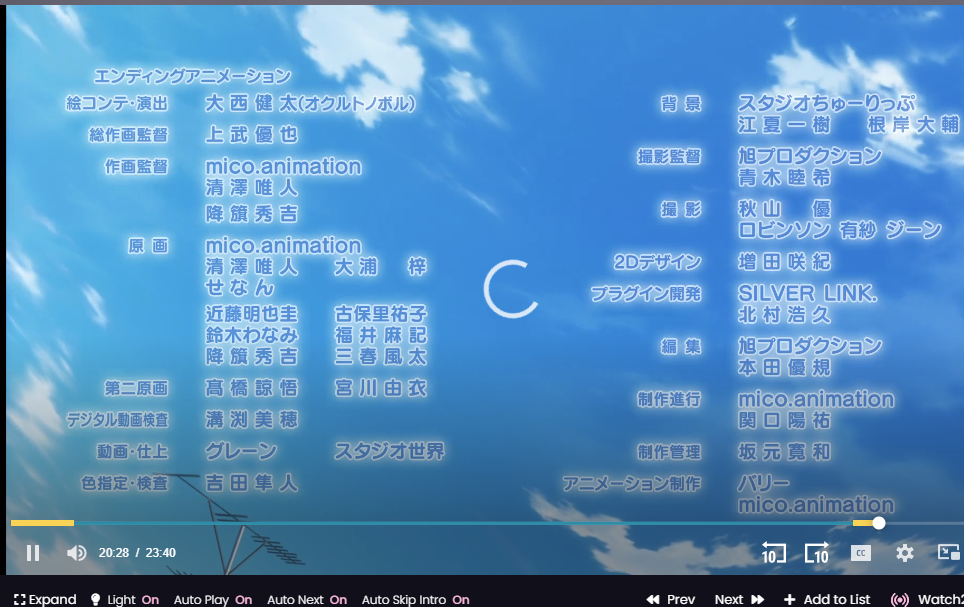 エンディングアニメーション
絵コンテ・演出 大西健太(オクルトノボル)
総作画監督 上武優也
作画監督 mico.animation
清澤唯人
降籏秀吉
原画 mico.animation
清澤唯人 大浦 梓
せなん
近藤明也圭 古保里祐子
鈴木わなみ 福井麻記
降籏秀吉 三春風太
第二原画 髙橋諒悟 宮川由衣
デジタル動画検査 溝渕美穂
動画・仕上 グレーン スタジオ世界
色指定・検査 吉田隼人
背景 スタジオちゅーりっぷ
江夏一樹 根岸大輔
撮影監督 旭プロダクション
青木睦希
撮影 秋山 優
ロビンソン 有紗 ジーン
2Dデザイン 増田咲紀
プラグイン開発 SILVER LINK.
北村浩久
編集 旭プロダクション
本田優規
制作進行 mico.animation
関口陽祐
制作管理 坂元寛和
アニメーション制作 パリー
mico.animation
20:28 / 23:40
10 10 CC
Expand Light On Auto Play On Auto Next On Auto Skip Intro On Prev Next Add to List Watch2